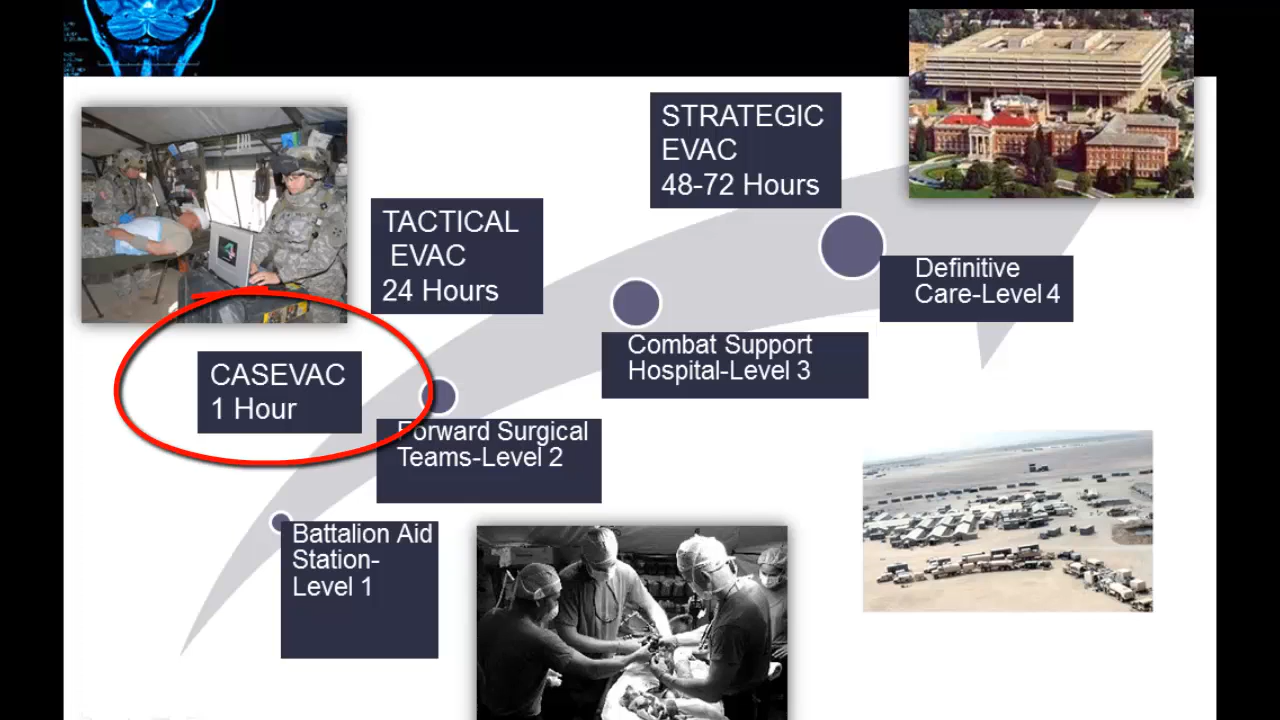 STRATEGIC
EVAC
48-72 Hours
TACTICAL
EVAC
24 Hours
Definitive
Care-Level 4
Combat Support
Hospital-Level 3
CASEVAC
1 Hour
Forward Surgical
Teams-Level 2
Battalion Aid
Station-
Level 1